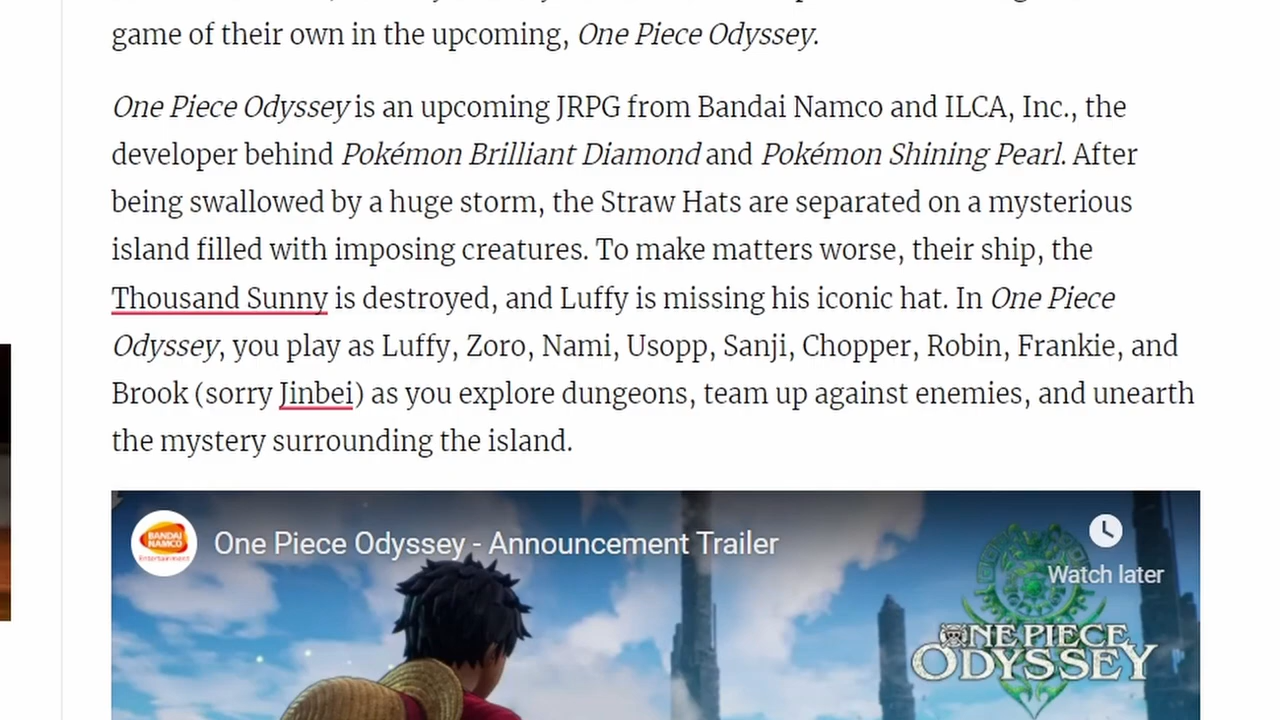 game of their own in the upcoming, One Piece Odyssey.
One Piece Odyssey is an upcoming JRPG from Bandai Namco and ILCA, Inc., the
developer behind Pokémon Brilliant Diamond and Pokémon Shining Pearl. After
being swallowed by a huge storm, the Straw Hats are separated on a mysterious
island filled with imposing creatures. To make matters worse, their ship, the
Thousand Sunny is destroyed, and Luffy is missing his iconic hat. In One Piece
Odyssey, you play as Luffy, Zoro, Nami, Usopp, Sanji, Chopper, Robin, Frankie, and
Brook (sorry Jinbei) as you explore dungeons, team up against enemies, and unearth
the mystery surrounding the island.
BANDAI
NAMCO
Entertainment
One Piece Odyssey - Announcement Trailer
Watch later
ONE PIECE
ODYSSEY